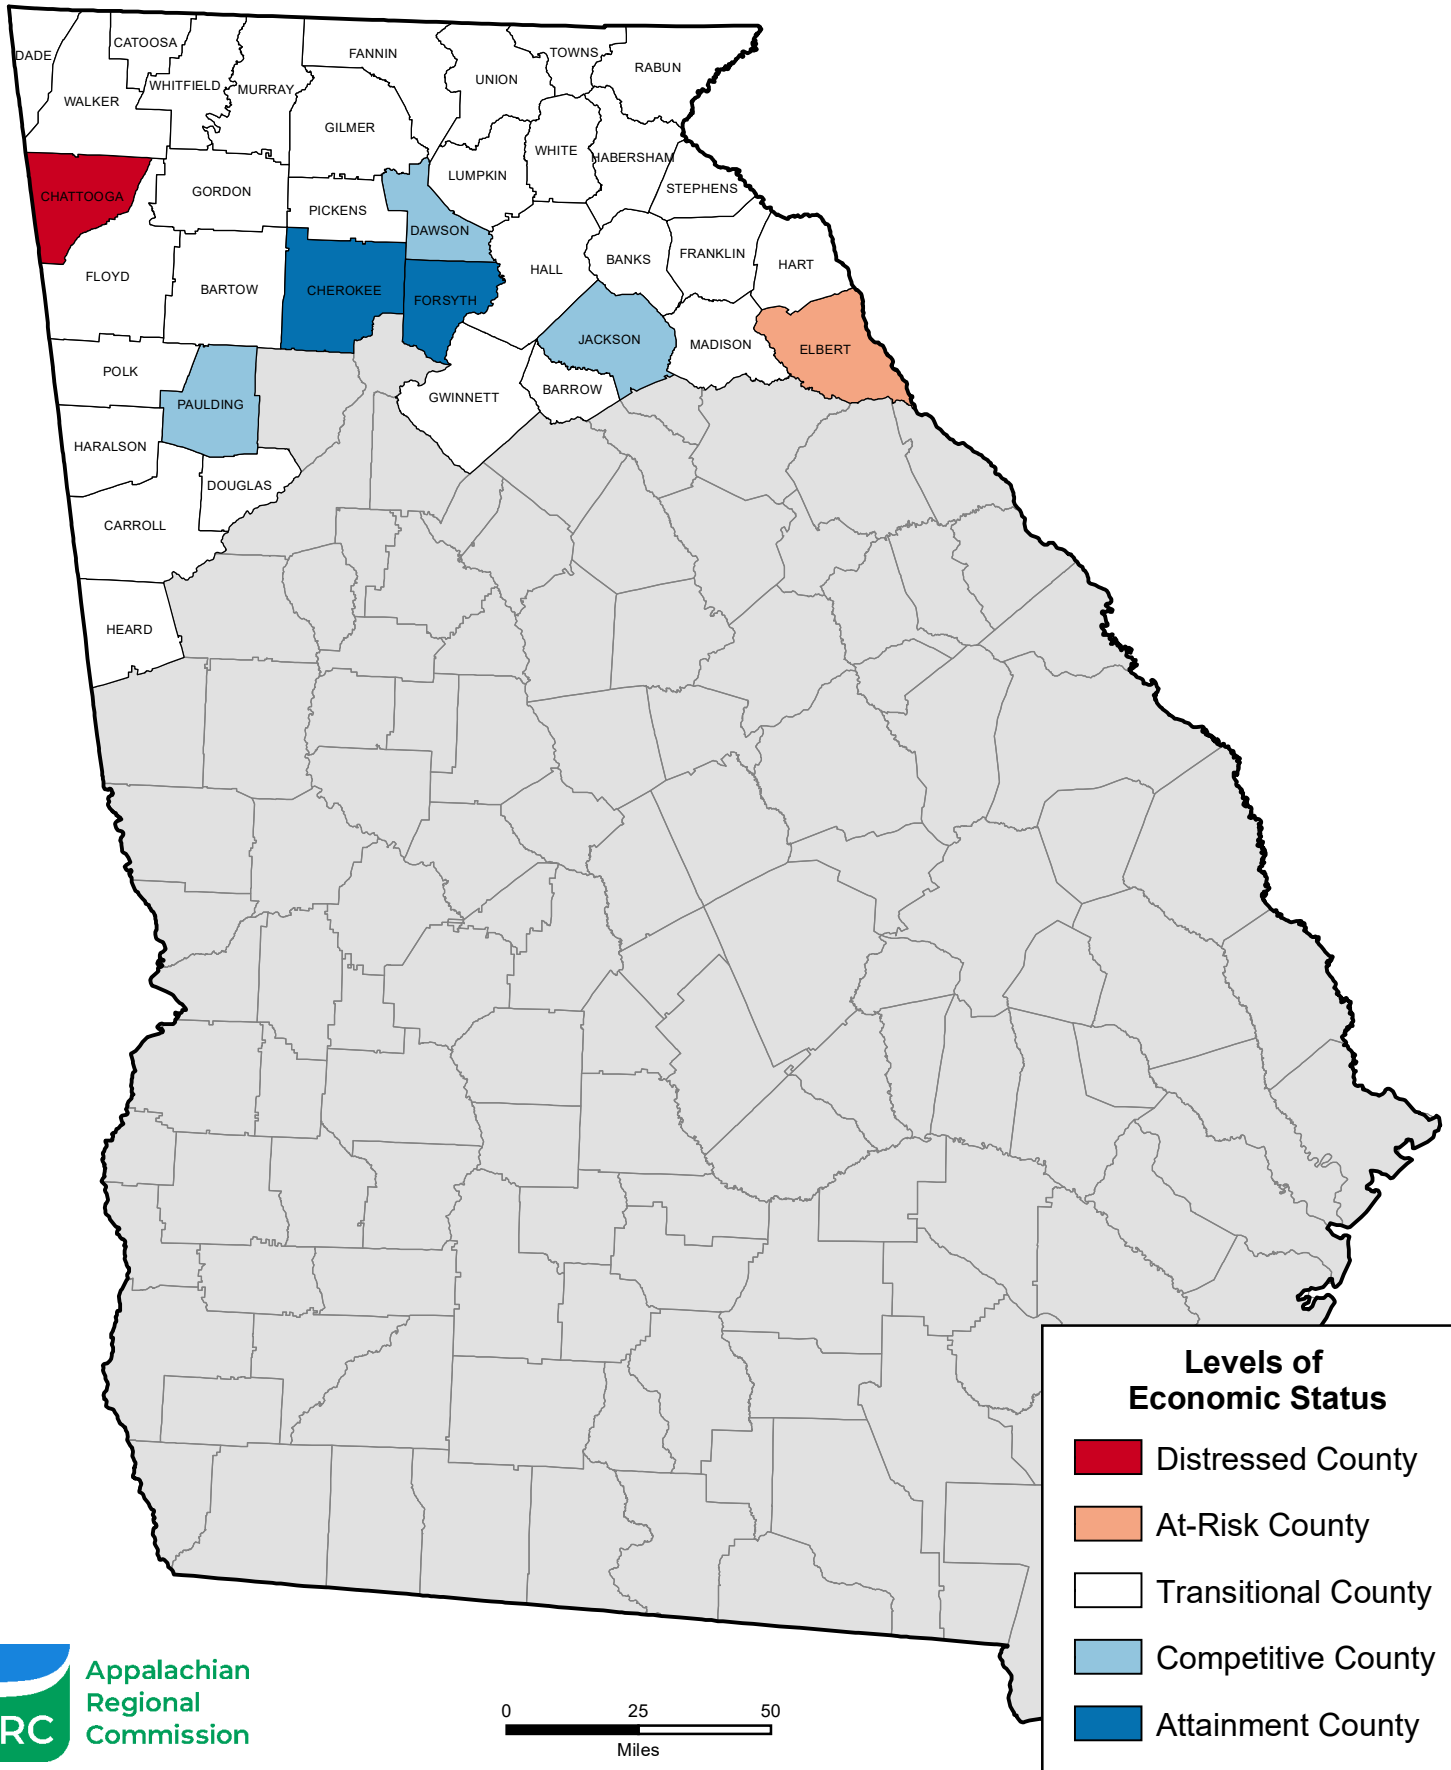 DADE
CATOOSA
WHITFIELD
MURRAY
WALKER
FANNIN
UNION
TOWNS
RABUN
GILMER
WHITE
HABERSHAM
LUMPKIN
STEPHENS
CHATTOOGA
GORDON
PICKENS
DAWSON
FLOYD
BARTOW
CHEROKEE
FORSYTH
HALL
BANKS
FRANKLIN
HART
JACKSON
MADISON
ELBERT
POLK
PAULDING
GWINNETT
BARROW
HARALSON
DOUGLAS
CARROLL
HEARD
Levels of
Economic Status
Distressed County
At-Risk County
Transitional County
Competitive County
Attainment County
RC
Appalachian
Regional
Commission
0 25 50
Miles